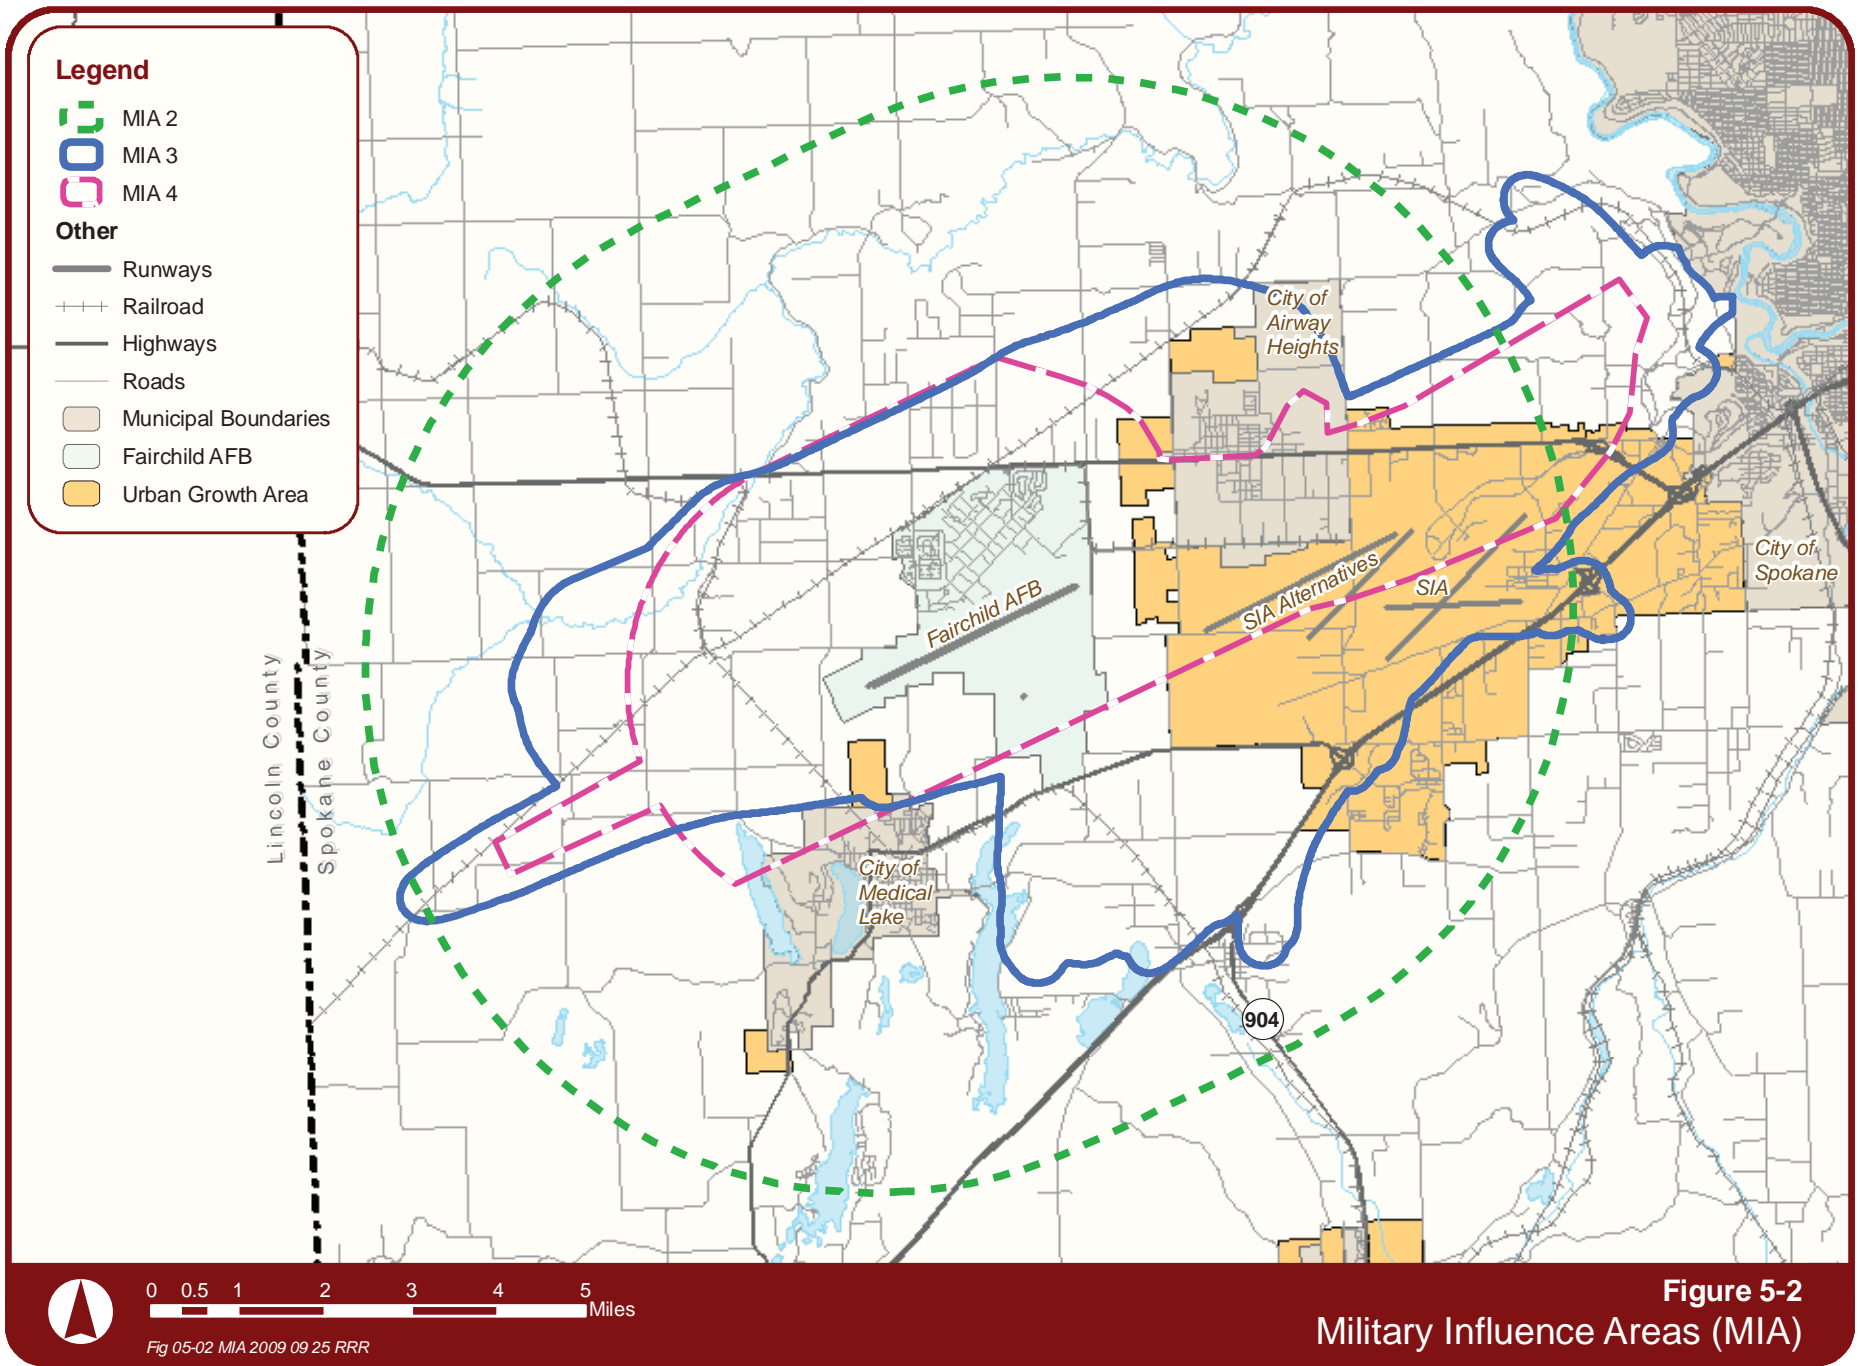 Legend
MIA 2
MIA 3
MIA 4
Other
Runways
Railroad
Highways
Roads
Municipal Boundaries
Fairchild AFB
Urban Growth Area
City of
Airway
Heights
City of
Spokane
Fairchild AFB
SIA Alternatives
SIA
Lincoln County
Spokane County
City of
Medical
Lake
904
0 0.5 1 2 3 4 5
Miles
Fig 05-02 MIA 2009 09 25 RRR
Figure 5-2
Military Influence Areas (MIA)